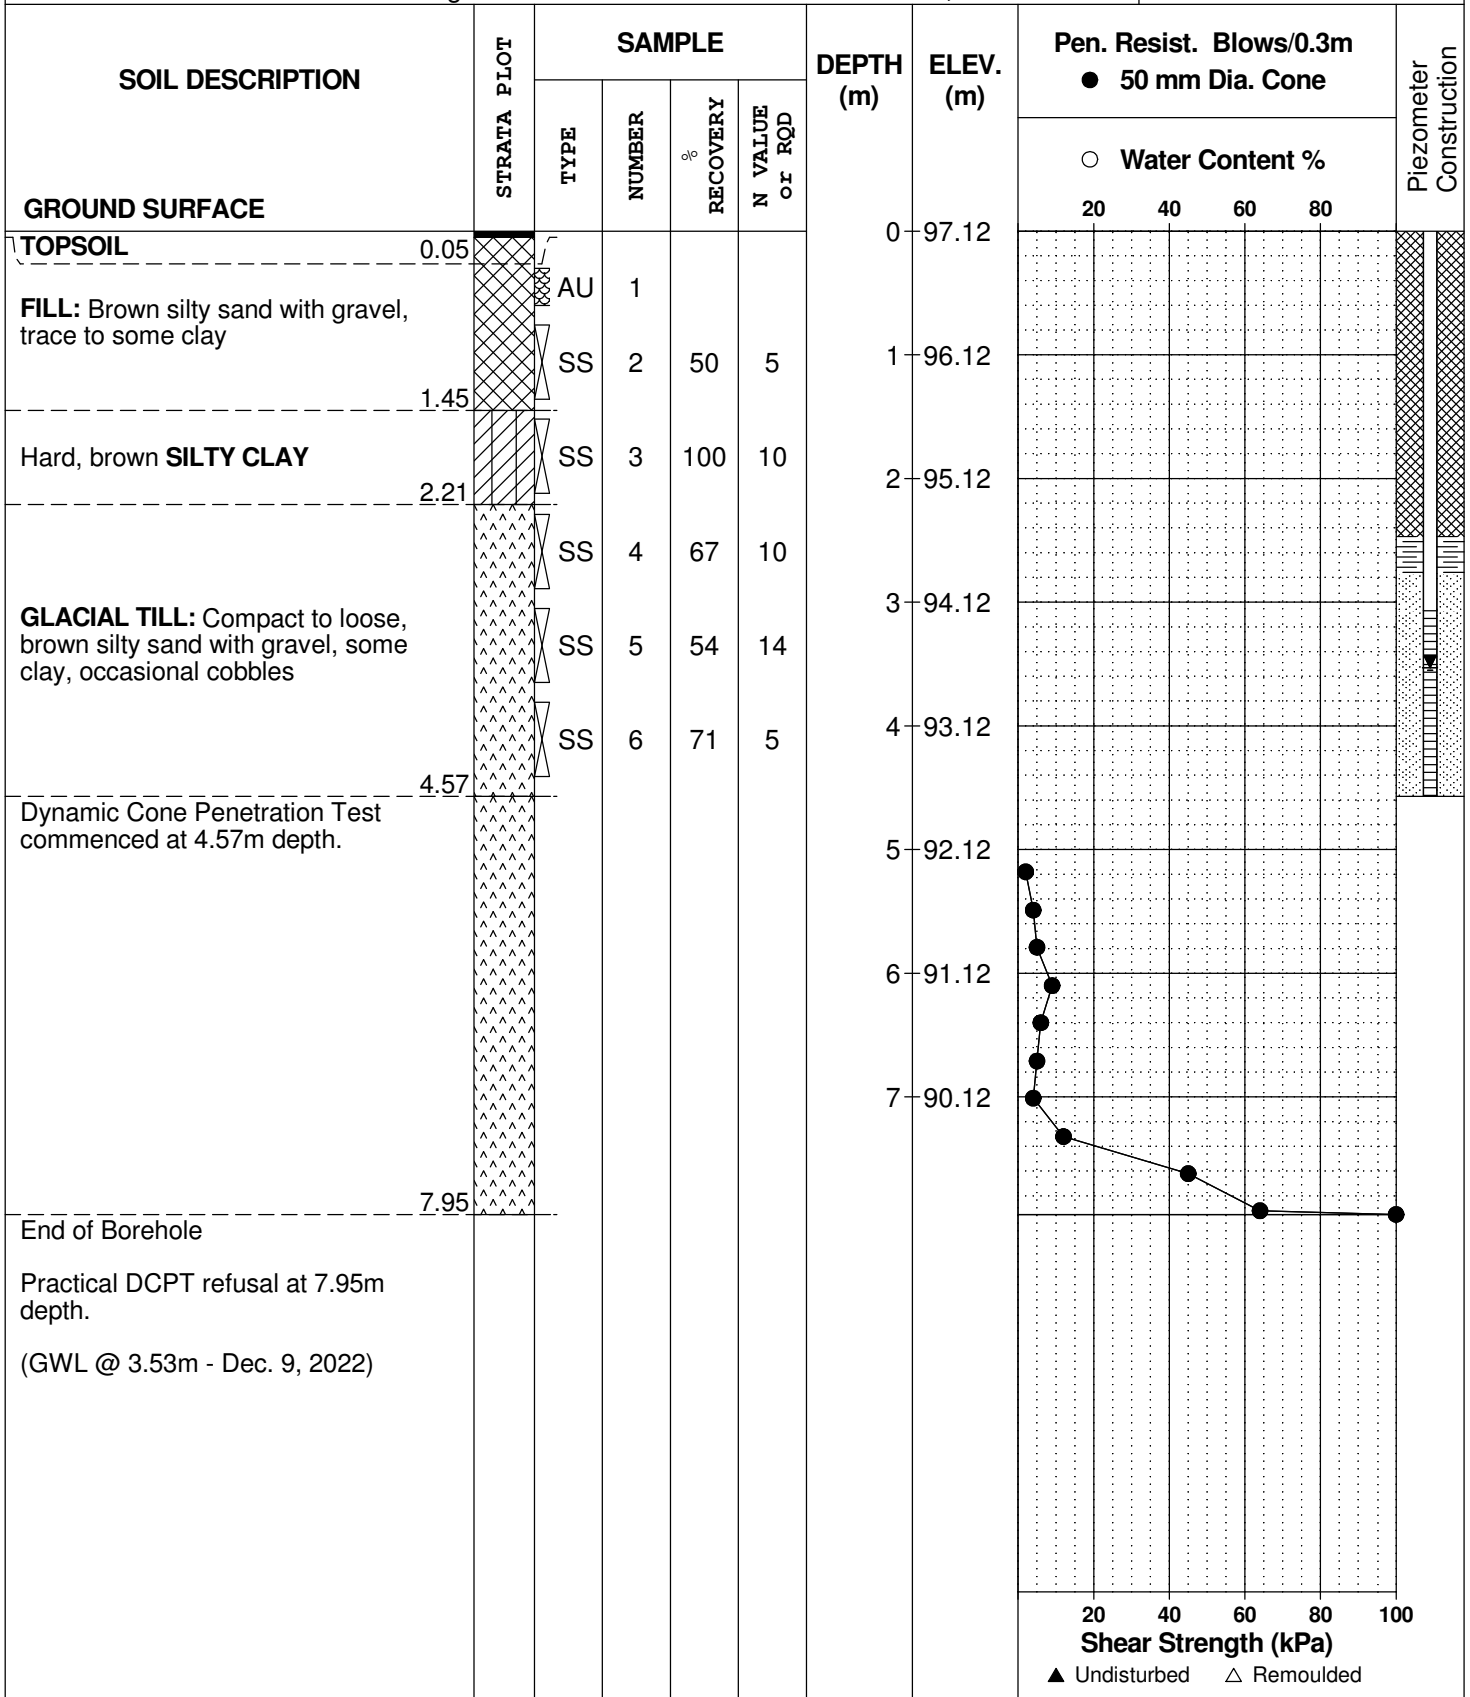 SOIL DESCRIPTION
GROUND SURFACE
STRATA PLOT
SAMPLE
TYPE
NUMBER
% RECOVERY
N VALUE or RQD
DEPTH (m)
ELEV. (m)
Pen. Resist. Blows/0.3m
● 50 mm Dia. Cone
○ Water Content %
20 40 60 80
Piezometer Construction
0 97.12
TOPSOIL 0.05
AU 1
FILL: Brown silty sand with gravel,
trace to some clay
SS 2 50 5
1 96.12
1.45
Hard, brown SILTY CLAY
SS 3 100 10
2 95.12
2.21
SS 4 67 10
3 94.12
GLACIAL TILL: Compact to loose,
brown silty sand with gravel, some
clay, occasional cobbles
SS 5 54 14
4 93.12
SS 6 71 5
4.57
Dynamic Cone Penetration Test
commenced at 4.57m depth.
5 92.12
6 91.12
7 90.12
7.95
End of Borehole
Practical DCPT refusal at 7.95m
depth.
(GWL @ 3.53m - Dec. 9, 2022)
20 40 60 80 100
Shear Strength (kPa)
▲ Undisturbed △ Remoulded